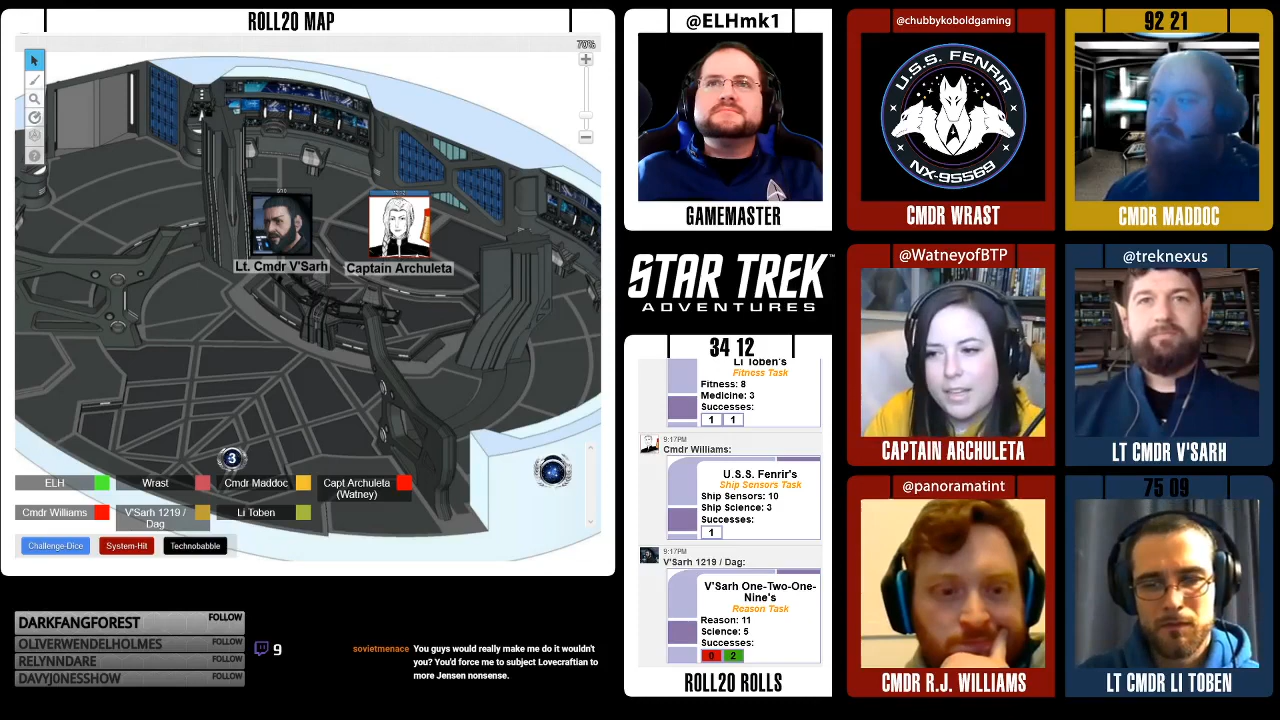 ROLL20 MAP
70%
Lt. Cmdr V'Sarh
Captain Archuleta
3
ELH
Wrast
Cmdr Maddoc
Capt Archuleta
(Watney)
Cmdr Williams
V'Sarh 1219 /
Dag
Li Toben
Challenge-Dice
System-Hit
Technobabble
DARKFANGFOREST
FOLLOW
OLIVERWENDELHOLMES
FOLLOW
RELYNNDARE
FOLLOW
DAVYJ0NESSHOW
FOLLOW
9
sovietmenace You guys would really make me do it wouldn't
you? You'd force me to subject Lovecraftian to
more Jensen nonsense.
@ELHmk1
GAMEMASTER
STAR TREK
ADVENTURES
34 12
Li Toben's
Fitness Task
Fitness: 8
Medicine: 3
Successes:
1 1
9:17PM
Cmdr Williams:
U.S.S. Fenrir's
Ship Sensors Task
Ship Sensors: 10
Ship Science: 3
Successes:
1
9:17PM
V'Sarh 1219 / Dag:
V'Sarh One-Two-One-
Nine's
Reason Task
Reason: 11
Science: 5
Successes:
0 2
ROLL20 ROLLS
@chubbykoboldgaming
U.S.S. FENRIR
NX-95569
CMDR WRAST
92 21
CMDR MADDOC
@WatneyofBTP
CAPTAIN ARCHULETA
@treknexus
LT CMDR V'SARH
@panoramatint
CMDR R.J. WILLIAMS
75 09
LT CMDR LI TOBEN